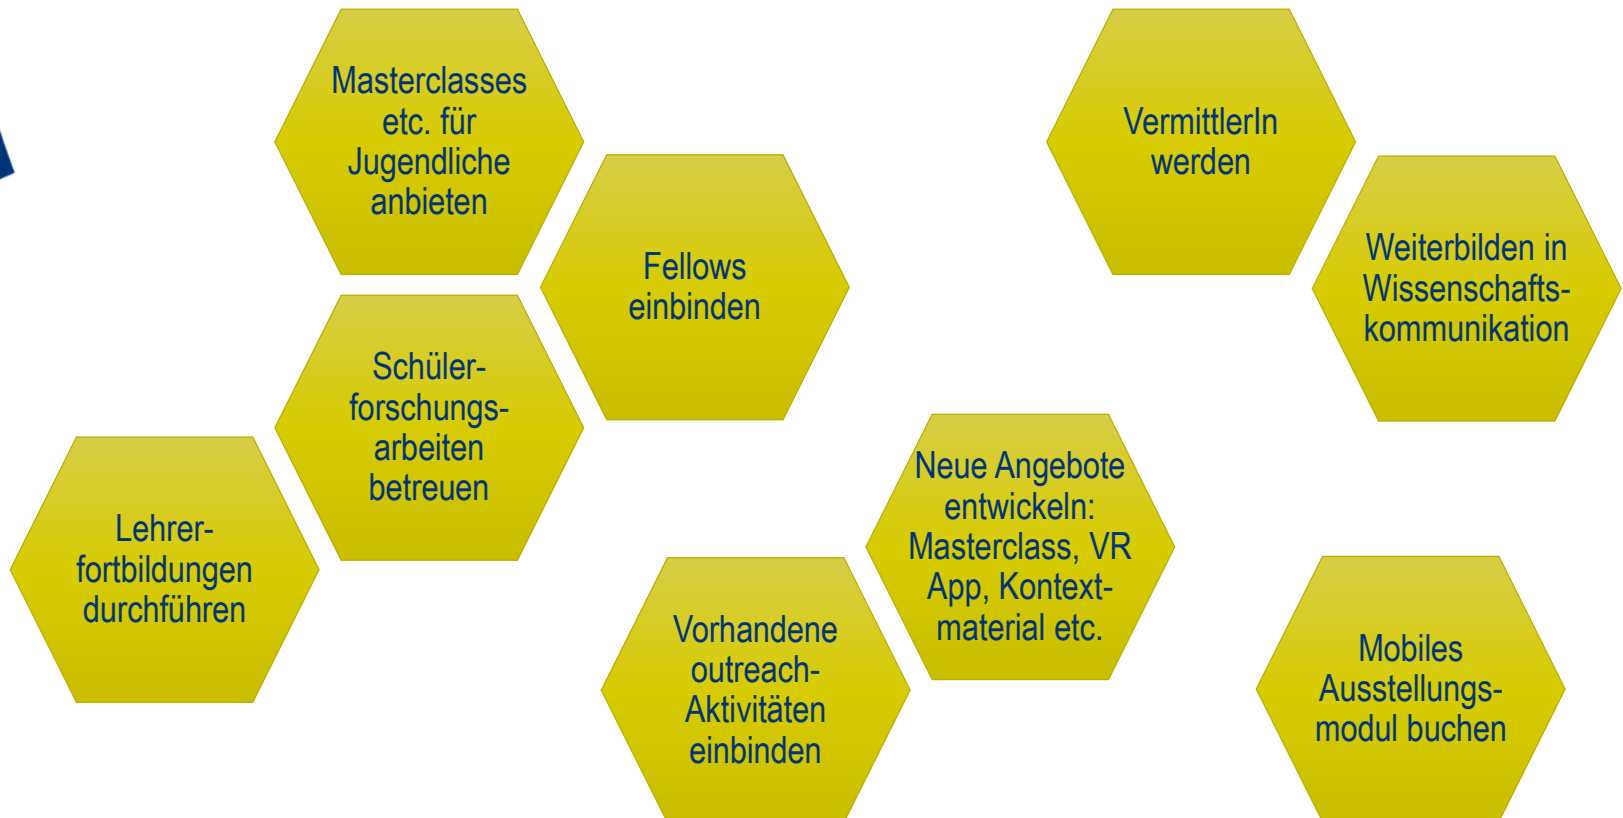 Masterclasses
etc. für
Jugendliche
anbieten
Fellows
einbinden
Schüler-
forschungs-
arbeiten
betreuen
Lehrer-
fortbildungen
durchführen
VermittlerIn
werden
Weiterbilden in
Wissenschafts-
kommunikation
Neue Angebote
entwickeln:
Masterclass, VR
App, Kontext-
material etc.
Vorhandene
outreach-
Aktivitäten
einbinden
Mobiles
Ausstellungs-
modul buchen